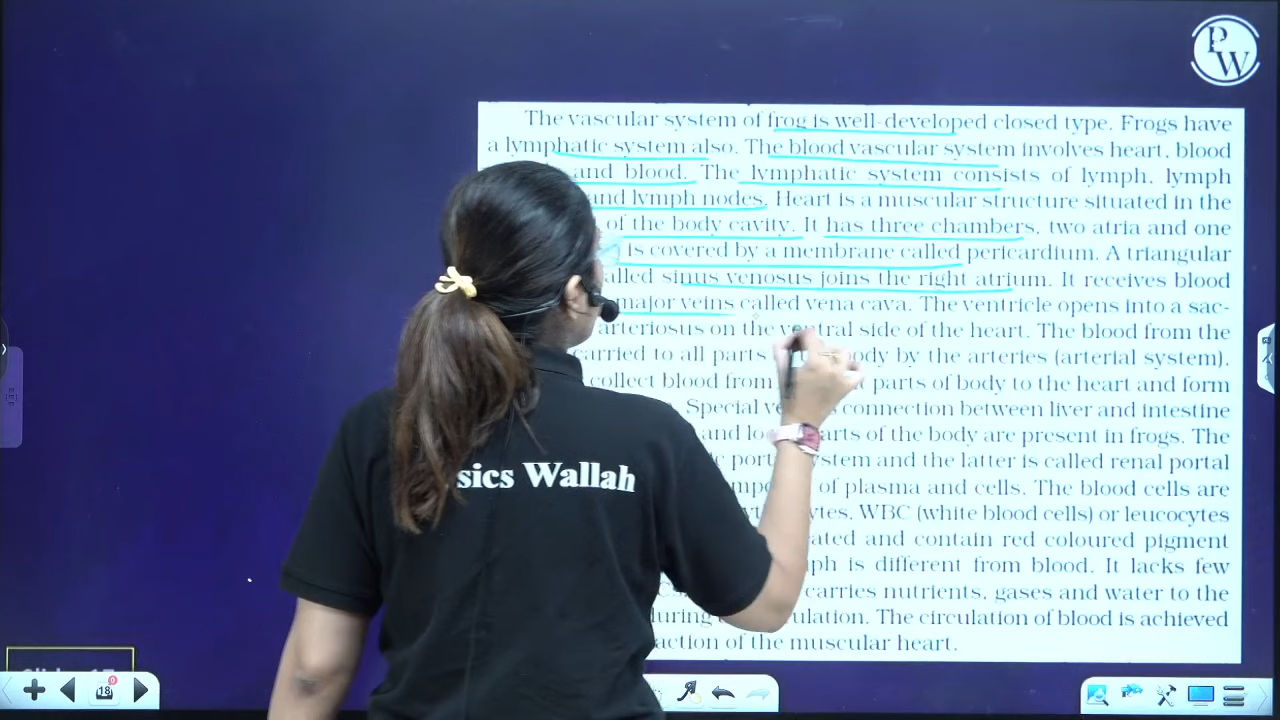 PW
The vascular system of frog is well-developed closed type. Frogs have
a lymphatic system also. The blood vascular system involves heart, blood
and blood. The lymphatic system consists of lymph, lymph
and lymph nodes. Heart is a muscular structure situated in the
of the body cavity. It has three chambers, two atria and one
is covered by a membrane called pericardium. A triangular
alled sinus venosus joins the right atrium. It receives blood
major veins called vena cava. The ventricle opens into a sac-
arteriosus on the ventral side of the heart. The blood from the
carried to all parts body by the arteries (arterial system).
collect blood from parts of body to the heart and form
Special connection between liver and intestine
and arts of the body are present in frogs. The
system and the latter is called renal portal
of plasma and cells. The blood cells are
ytes, WBC (white blood cells) or leucocytes
ated and contain red coloured pigment
ph is different from blood. It lacks few
carries nutrients, gases and water to the
during ulation. The circulation of blood is achieved
action of the muscular heart.
sics Wallah
18
0